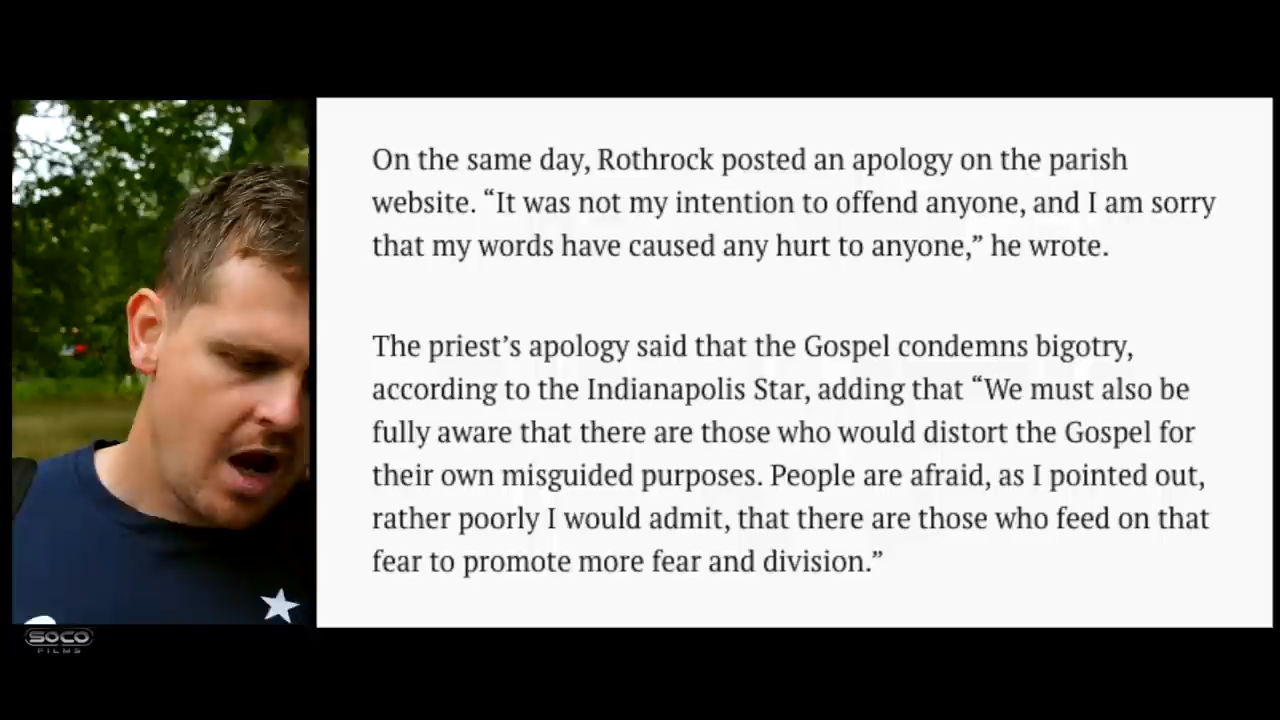 On the same day, Rothrock posted an apology on the parish
website. “It was not my intention to offend anyone, and I am sorry
that my words have caused any hurt to anyone,” he wrote.
The priest’s apology said that the Gospel condemns bigotry,
according to the Indianapolis Star, adding that “We must also be
fully aware that there are those who would distort the Gospel for
their own misguided purposes. People are afraid, as I pointed out,
rather poorly I would admit, that there are those who feed on that
fear to promote more fear and division.”
SOCO
FILMS